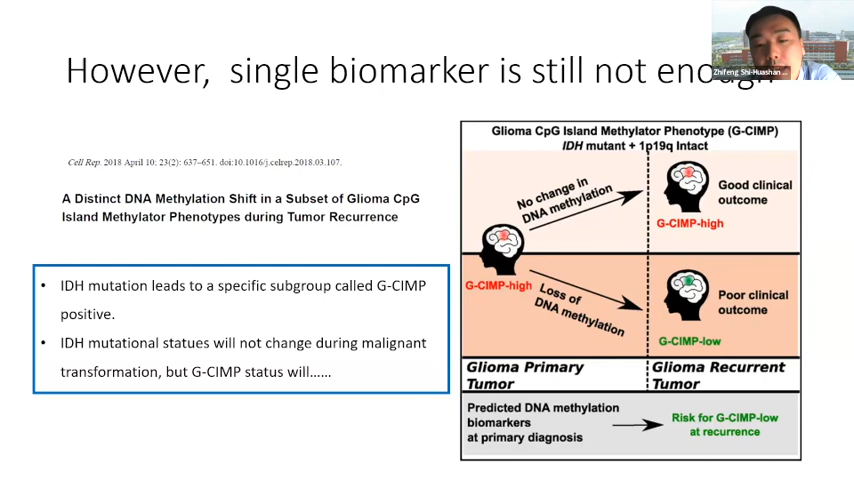 However, single biomarker is still not enough
Zhifeng Shi-Huashan ...
Cell Rep. 2018 April 10; 23(2): 637–651. doi:10.1016/j.celrep.2018.03.107.
A Distinct DNA Methylation Shift in a Subset of Glioma CpG
Island Methylator Phenotypes during Tumor Recurrence
• IDH mutation leads to a specific subgroup called G-CIMP
positive.
• IDH mutational statues will not change during malignant
transformation, but G-CIMP status will……
Glioma CpG Island Methylator Phenotype (G-CIMP)
IDH mutant + 1p19q Intact
No change in
DNA methylation
Good clinical
outcome
G-CIMP-high
G-CIMP-high
Loss of
DNA methylation
Poor clinical
outcome
G-CIMP-low
Glioma Primary
Tumor
Glioma Recurrent
Tumor
Predicted DNA methylation
biomarkers
at primary diagnosis
Risk for G-CIMP-low
at recurrence